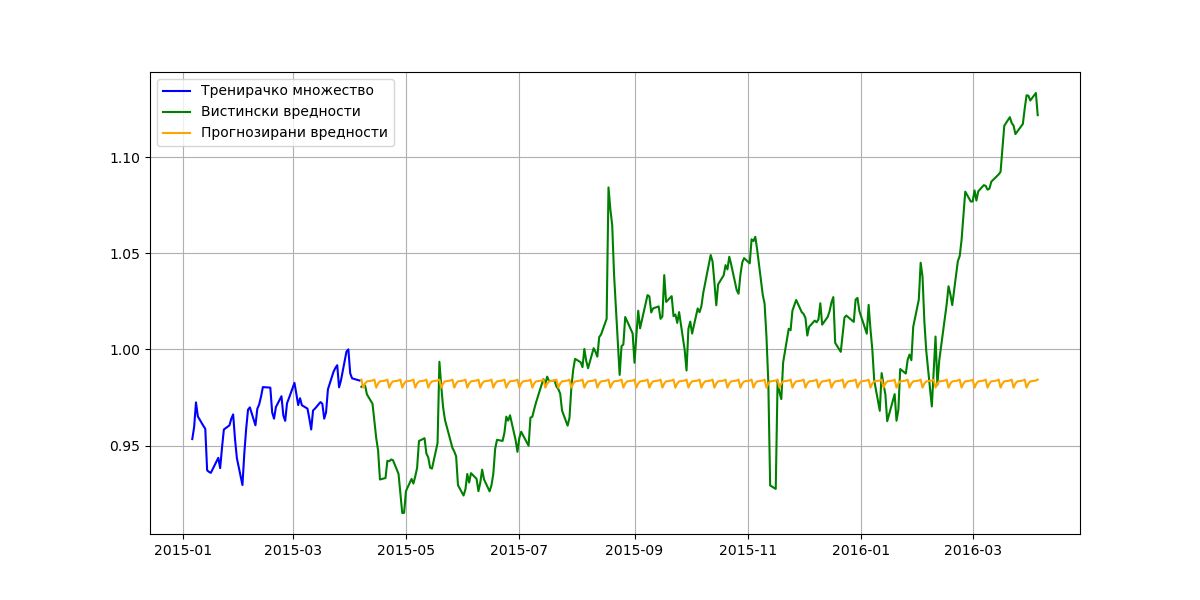 Тренирачко множество
Вистински вредности
Прогнозирани вредности
1.10
1.05
1.00
0.95
2015-01 2015-03 2015-05 2015-07 2015-09 2015-11 2016-01 2016-03